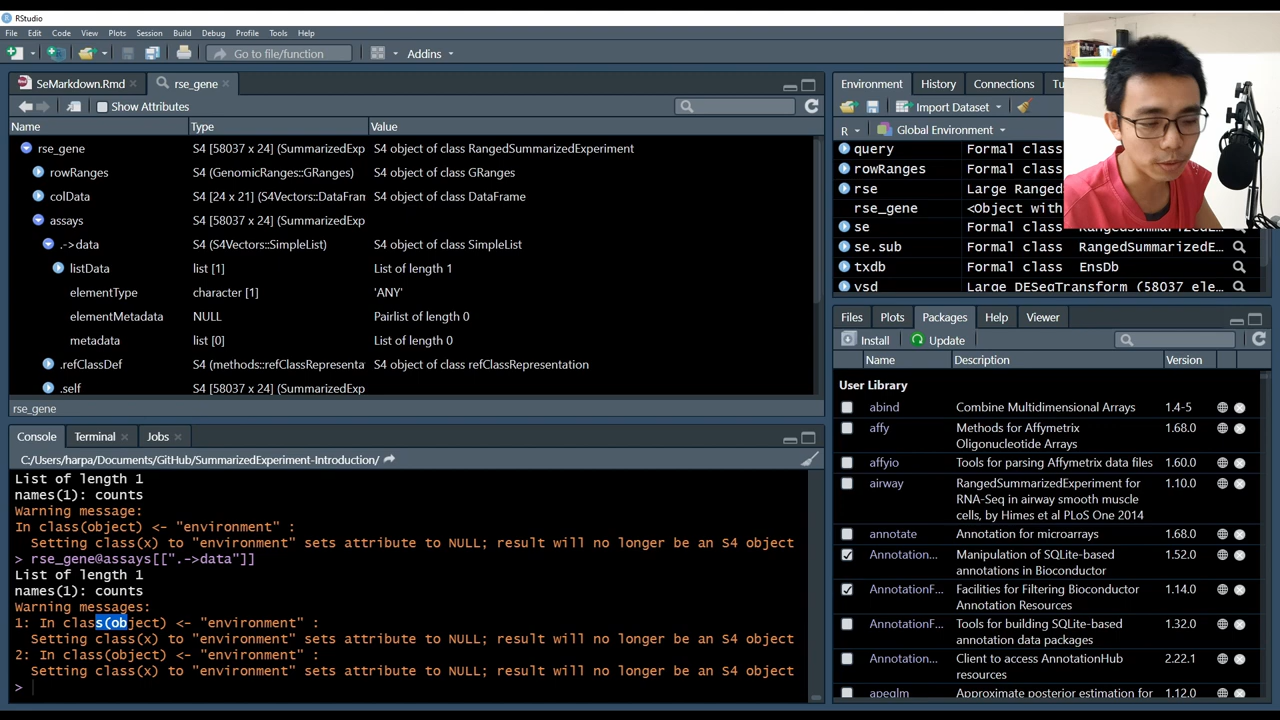 RStudio
File Edit Code View Plots Session Build Debug Profile Tools Help
Go to file/function Addins
SeMarkdown.Rmd rse_gene
Show Attributes
Name Type Value
rse_gene S4 [58037 x 24] (SummarizedExp S4 object of class RangedSummarizedExperiment
rowRanges S4 (GenomicRanges::GRanges) S4 object of class GRanges
colData S4 [24 x 21] (S4Vectors::DataFran S4 object of class DataFrame
assays S4 [58037 x 24] (SummarizedExp
.->data S4 (S4Vectors::SimpleList) S4 object of class SimpleList
listData list [1] List of length 1
elementType character [1] 'ANY'
elementMetadata NULL Pairlist of length 0
metadata list [0] List of length 0
.refClassDef S4 (methods::refClassRepresenta S4 object of class refClassRepresentation
.self S4 [58037 x 24] (SummarizedExp
rse_gene
Console Terminal Jobs
C:/Users/harpa/Documents/GitHub/SummarizedExperiment-Introduction/
List of length 1
names(1): counts
Warning message:
In class(object) <- "environment" :
Setting class(x) to "environment" sets attribute to NULL; result will no longer be an S4 object
> rse_gene@assays[[".->data"]]
List of length 1
names(1): counts
Warning messages:
1: In class(object) <- "environment" :
Setting class(x) to "environment" sets attribute to NULL; result will no longer be an S4 object
2: In class(object) <- "environment" :
Setting class(x) to "environment" sets attribute to NULL; result will no longer be an S4 object
>
Environment History Connections Tu
Import Dataset
R Global Environment
query Formal class
rowRanges Formal class
rse Large Ranged
rse_gene <Object with
se RangedSummarizedE...
se.sub RangedSummarizedE...
txdb Formal class EnsDb
vsd Large DESeqTransform (58037 ele...
Files Plots Packages Help Viewer
Install Update
Name Description Version
User Library
abind Combine Multidimensional Arrays 1.4-5
affy Methods for Affymetrix 1.68.0
Oligonucleotide Arrays
affyio Tools for parsing Affymetrix data files 1.60.0
airway RangedSummarizedExperiment for 1.10.0
RNA-Seq in airway smooth muscle
cells, by Himes et al PLoS One 2014
annotate Annotation for microarrays 1.68.0
Annotation... Manipulation of SQLite-based 1.52.0
annotations in Bioconductor
AnnotationF... Facilities for Filtering Bioconductor 1.14.0
Annotation Resources
AnnotationF... Tools for building SQLite-based 1.32.0
annotation data packages
Annotation... Client to access AnnotationHub 2.22.1
resources
apeglm Approximate posterior estimation for 1.12.0